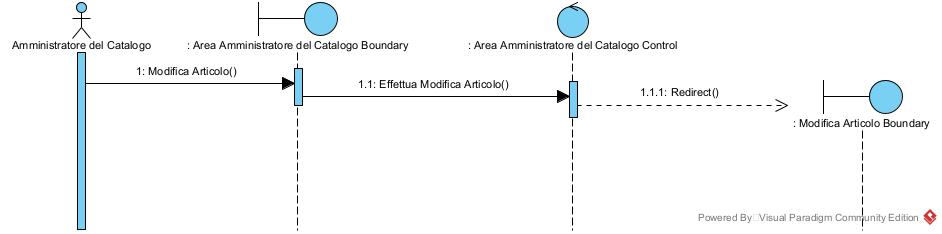 Amministratore del Catalogo
: Area Amministratore del Catalogo Boundary
: Area Amministratore del Catalogo Control
1: Modifica Articolo()
1.1: Effettua Modifica Articolo()
1.1.1: Redirect()
: Modifica Articolo Boundary
Powered By Visual Paradigm Community Edition